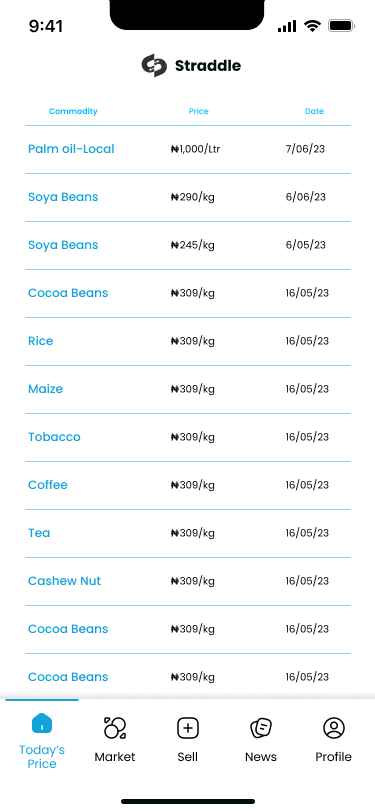 9:41
Straddle
Commodity Price Date
Palm oil-Local ₦1,000/Ltr 7/06/23
Soya Beans ₦290/kg 6/06/23
Soya Beans ₦245/kg 6/05/23
Cocoa Beans ₦309/kg 16/05/23
Rice ₦309/kg 16/05/23
Maize ₦309/kg 16/05/23
Tobacco ₦309/kg 16/05/23
Coffee ₦309/kg 16/05/23
Tea ₦309/kg 16/05/23
Cashew Nut ₦309/kg 16/05/23
Cocoa Beans ₦309/kg 16/05/23
Cocoa Beans ₦309/kg 16/05/23
Today's Price
Market
Sell
News
Profile